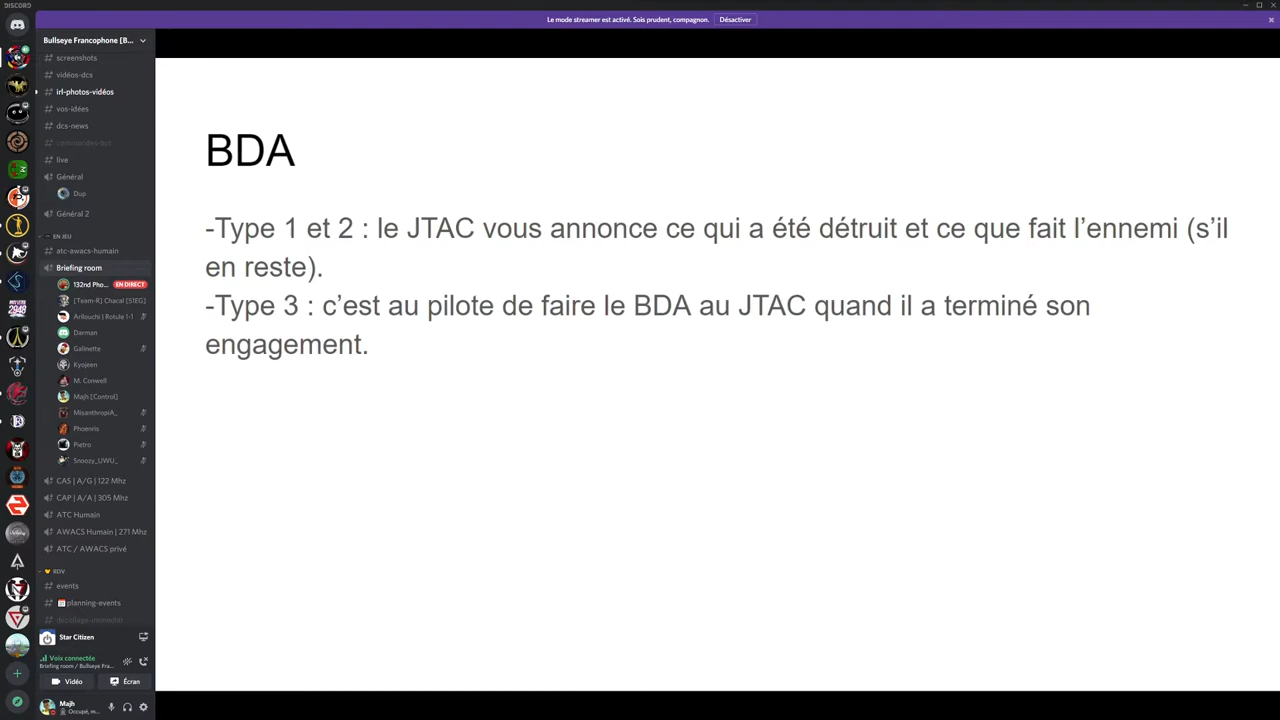 DISCORD
Le mode streamer est activé. Sois prudent, compagnon.
Désactiver
Bullseye Francophone [B...
screenshots
vidéos-dcs
irl-photos-vidéos
vos-idées
dcs-news
commandes-bot
live
Général
Dup
Général 2
EN JEU
atc-awacs-humain
Briefing room
132nd Pho... EN DIRECT
[Team-R] Chacal [SIEG]
Arilouchi | Rotule 1-1
Darman
Galinette
Kyojeen
M. Conwell
Majh [Control]
MisanthropiA_
Phoenris
Pietro
Snoozy_UWU_
CAS | A/G | 122 Mhz
CAP | A/A | 305 Mhz
ATC Humain
AWACS Humain | 271 Mhz
ATC / AWACS privé
RDV
events
planning-events
Star Citizen
Voix connectée
Briefing room / Bullseye Fra...
Vidéo
Écran
Majh
Occupé, m...
BDA
-Type 1 et 2 : le JTAC vous annonce ce qui a été détruit et ce que fait l’ennemi (s’il
en reste).
-Type 3 : c’est au pilote de faire le BDA au JTAC quand il a terminé son
engagement.